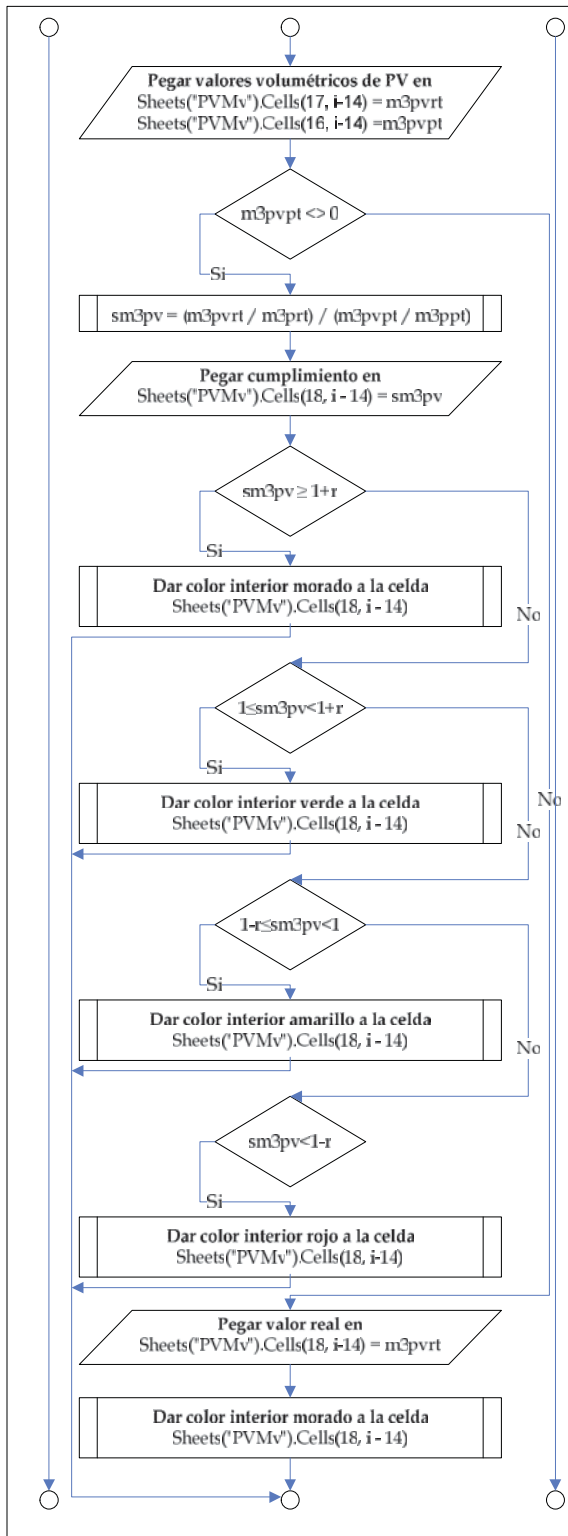 Pegar valores volumétricos de PV en
Sheets("PVMv").Cells(17, i-14) = m3pvrt
Sheets("PVMv").Cells(16, i-14) =m3pvpt
m3pvpt <> 0
Si
sm3pv = (m3pvrt / m3prt) / (m3pvpt / m3ppt)
Pegar cumplimiento en
Sheets("PVMv").Cells(18, i - 14) = sm3pv
sm3pv ≥ 1+r
Si
Dar color interior morado a la celda
Sheets("PVMv").Cells(18, i - 14)
No
1≤sm3pv<1+r
Si
Dar color interior verde a la celda
Sheets("PVMv").Cells(18, i - 14)
No
No
1-r≤sm3pv<1
Si
Dar color interior amarillo a la celda
Sheets("PVMv").Cells(18, i - 14)
No
sm3pv<1-r
Si
Dar color interior rojo a la celda
Sheets("PVMv").Cells(18, i-14)
Pegar valor real en
Sheets("PVMv").Cells(18, i-14) = m3pvrt
Dar color interior morado a la celda
Sheets("PVMv").Cells(18, i - 14)